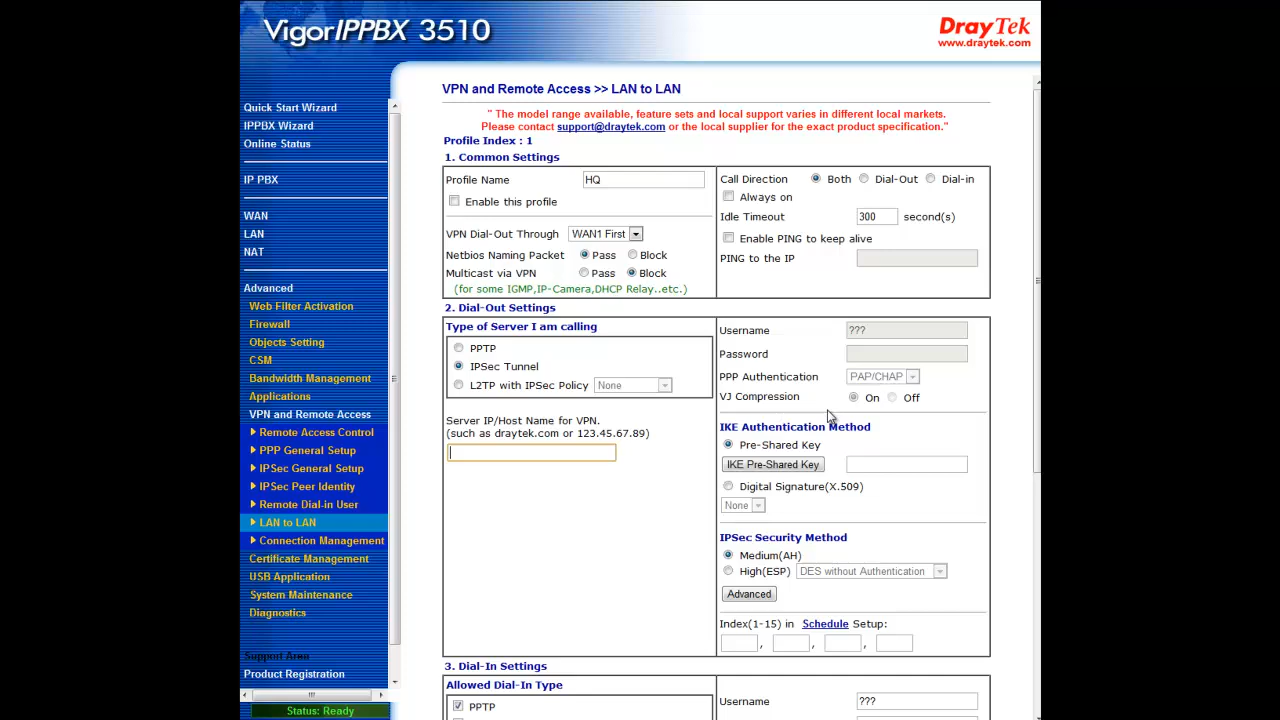 VigorIPPBX 3510
DrayTek
www.draytek.com
Quick Start Wizard
IPPBX Wizard
Online Status
IP PBX
WAN
LAN
NAT
Advanced
Web Filter Activation
Firewall
Objects Setting
CSM
Bandwidth Management
Applications
VPN and Remote Access
Remote Access Control
PPP General Setup
IPSec General Setup
IPSec Peer Identity
Remote Dial-in User
LAN to LAN
Connection Management
Certificate Management
USB Application
System Maintenance
Diagnostics
Support Area
Product Registration
Status: Ready
VPN and Remote Access >> LAN to LAN
" The model range available, feature sets and local support varies in different local markets.
Please contact support@draytek.com or the local supplier for the exact product specification."
Profile Index : 1
1. Common Settings
Profile Name HQ
Enable this profile
VPN Dial-Out Through WAN1 First
Netbios Naming Packet Pass Block
Multicast via VPN Pass Block
(for some IGMP,IP-Camera,DHCP Relay..etc.)
Call Direction Both Dial-Out Dial-in
Always on
Idle Timeout 300 second(s)
Enable PING to keep alive
PING to the IP
2. Dial-Out Settings
Type of Server I am calling
PPTP
IPSec Tunnel
L2TP with IPSec Policy None
Server IP/Host Name for VPN.
(such as draytek.com or 123.45.67.89)
Username ???
Password
PPP Authentication PAP/CHAP
VJ Compression On Off
IKE Authentication Method
Pre-Shared Key
IKE Pre-Shared Key
Digital Signature(X.509)
None
IPSec Security Method
Medium(AH)
High(ESP) DES without Authentication
Advanced
Index(1-15) in Schedule Setup:
, , ,
3. Dial-In Settings
Allowed Dial-In Type
PPTP
Username ???